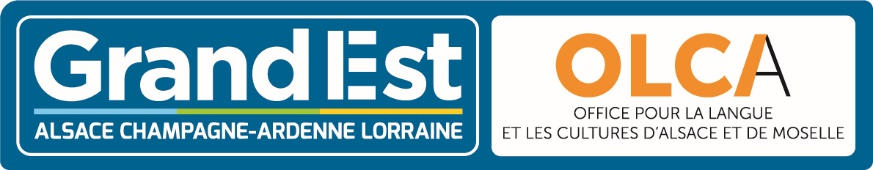 Grand Est
ALSACE CHAMPAGNE-ARDENNE LORRAINE
OLCA
OFFICE POUR LA LANGUE
ET LES CULTURES D'ALSACE ET DE MOSELLE